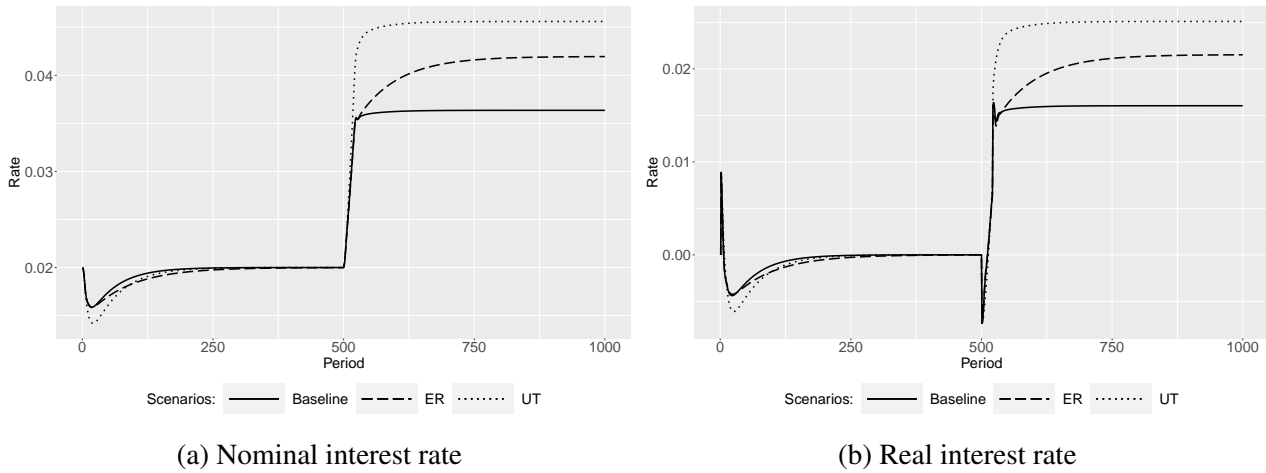 0.04
0.03
0.02
Rate
0 250 500 750 1000
Period
Scenarios: Baseline ER UT
(a) Nominal interest rate
0.02
0.01
0.00
Rate
0 250 500 750 1000
Period
Scenarios: Baseline ER UT
(b) Real interest rate